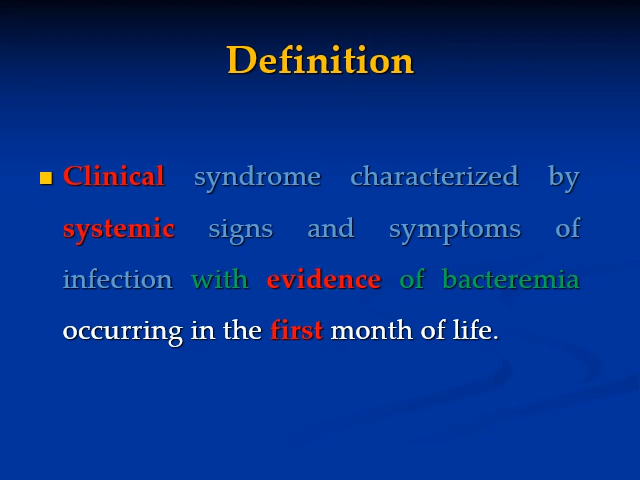 Definition
Clinical syndrome characterized by
systemic signs and symptoms of
infection with evidence of bacteremia
occurring in the first month of life.